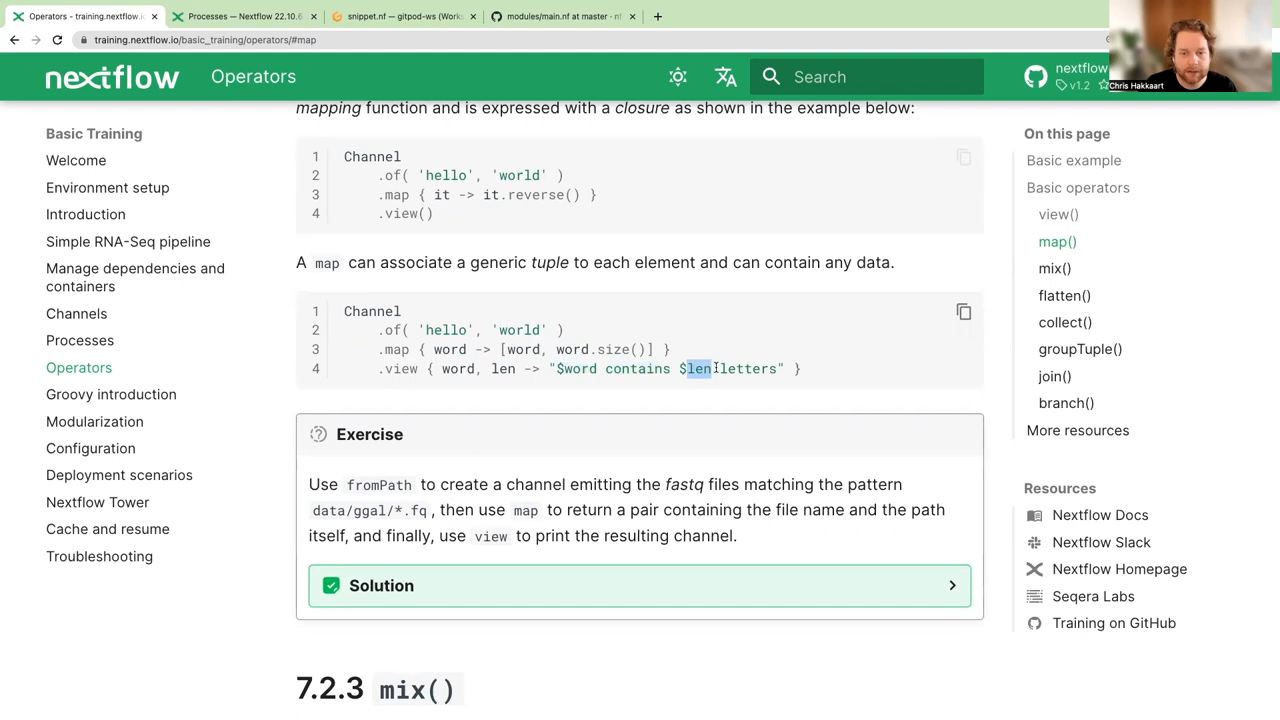 Operators - training.nextflow.i
Processes — Nextflow 22.10.6
snippet.nf — gitpod-ws (Works
modules/main.nf at master · nf
training.nextflow.io/basic_training/operators/#map
nextflow
Operators
Search
nextflow
v1.2
Chris Hakkaart
Basic Training
Welcome
Environment setup
Introduction
Simple RNA-Seq pipeline
Manage dependencies and
containers
Channels
Processes
Operators
Groovy introduction
Modularization
Configuration
Deployment scenarios
Nextflow Tower
Cache and resume
Troubleshooting
mapping function and is expressed with a closure as shown in the example below:
1 Channel
2 .of( 'hello', 'world' )
3 .map { it -> it.reverse() }
4 .view()
A map can associate a generic tuple to each element and can contain any data.
1 Channel
2 .of( 'hello', 'world' )
3 .map { word -> [word, word.size()] }
4 .view { word, len -> "$word contains $len letters" }
Exercise
Use fromPath to create a channel emitting the fastq files matching the pattern
data/ggal/*.fq, then use map to return a pair containing the file name and the path
itself, and finally, use view to print the resulting channel.
Solution
7.2.3 mix()
On this page
Basic example
Basic operators
view()
map()
mix()
flatten()
collect()
groupTuple()
join()
branch()
More resources
Resources
Nextflow Docs
Nextflow Slack
Nextflow Homepage
Seqera Labs
Training on GitHub